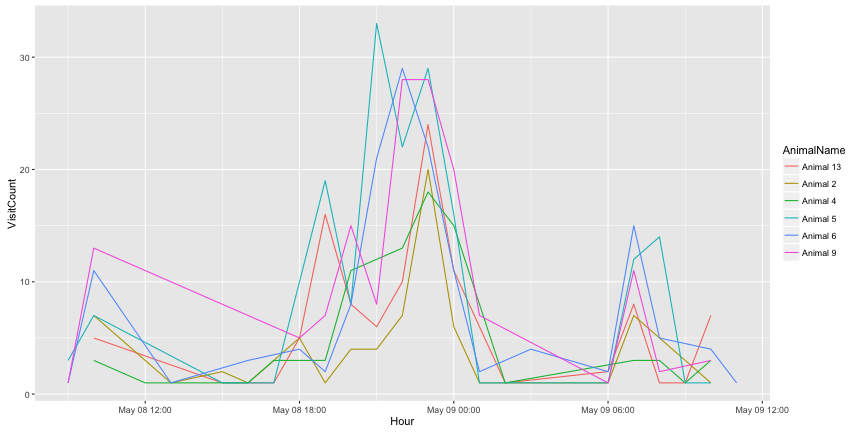 30
20
10
0
VisitCount
May 08 12:00
May 08 18:00
May 09 00:00
May 09 06:00
May 09 12:00
Hour
AnimalName
Animal 13
Animal 2
Animal 4
Animal 5
Animal 6
Animal 9